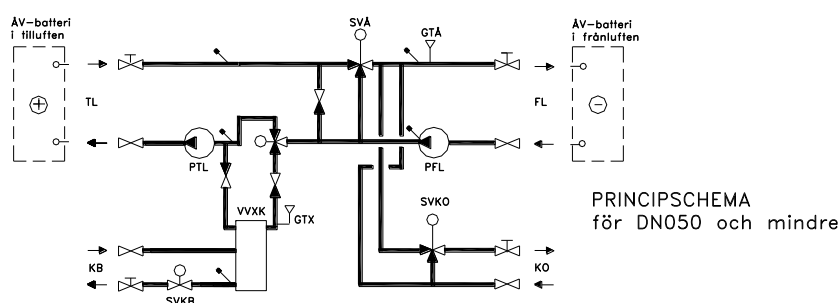 ÅV-batteri
i tilluften
SVÅ
GTÅ
ÅV-batteri
i frånluften
TL
FL
PTL
PFL
VVXK
GTX
SVKO
PRINCIPSCHEMA
för DN050 och mindre
KB
KO
SVKB